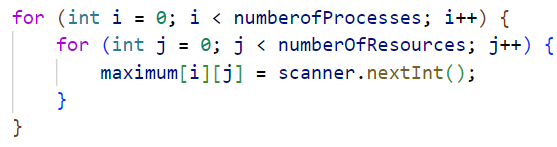 for (int i = 0; i < numberofProcesses; i++) {
    for (int j = 0; j < numberOfResources; j++) {
        maximum[i][j] = scanner.nextInt();
    }
}